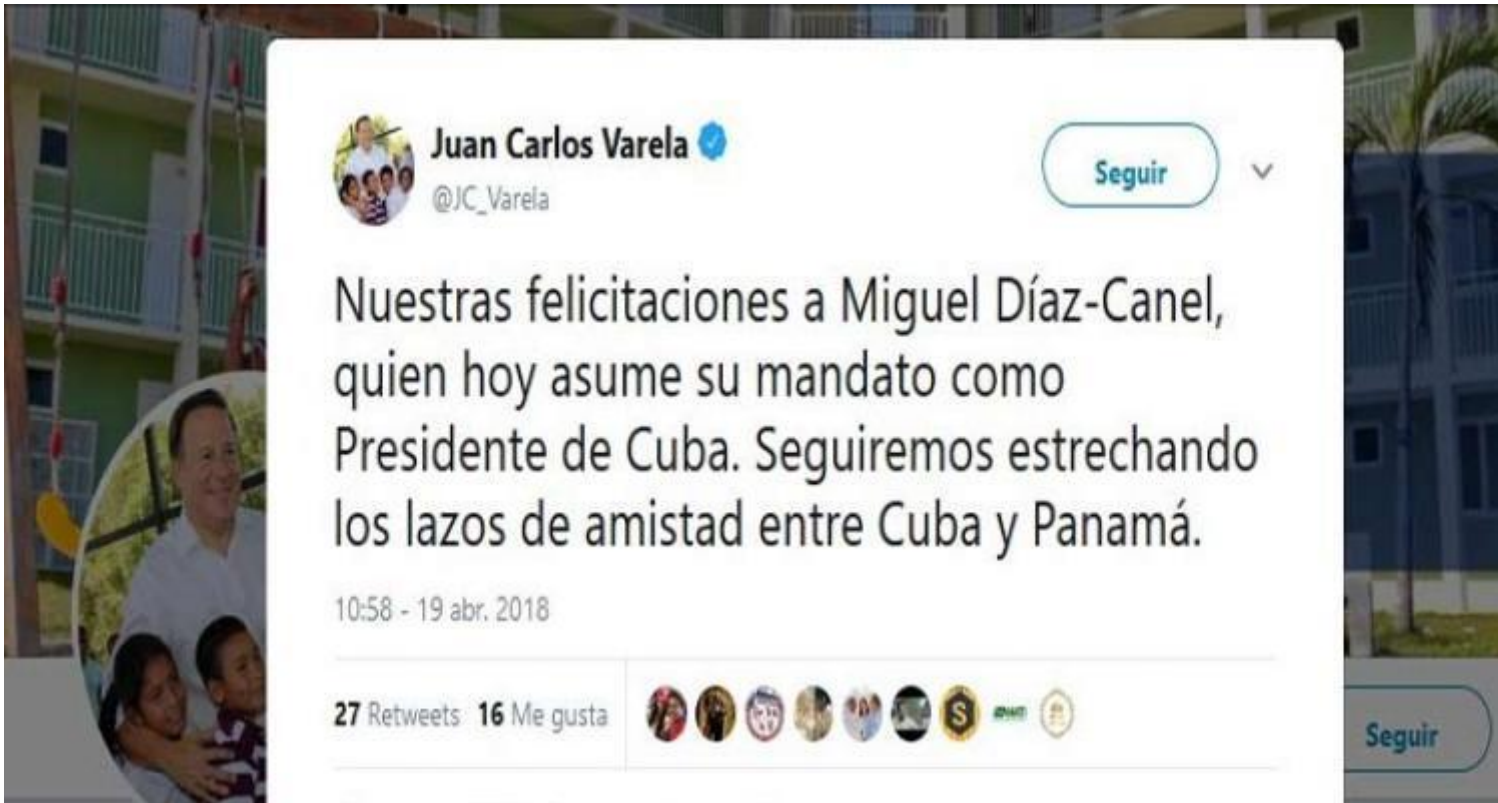 Juan Carlos Varela
@JC_Varela
Seguir
Nuestras felicitaciones a Miguel Díaz-Canel,
quien hoy asume su mandato como
Presidente de Cuba. Seguiremos estrechando
los lazos de amistad entre Cuba y Panamá.
10:58 - 19 abr. 2018
27 Retweets 16 Me gusta
S
Seguir